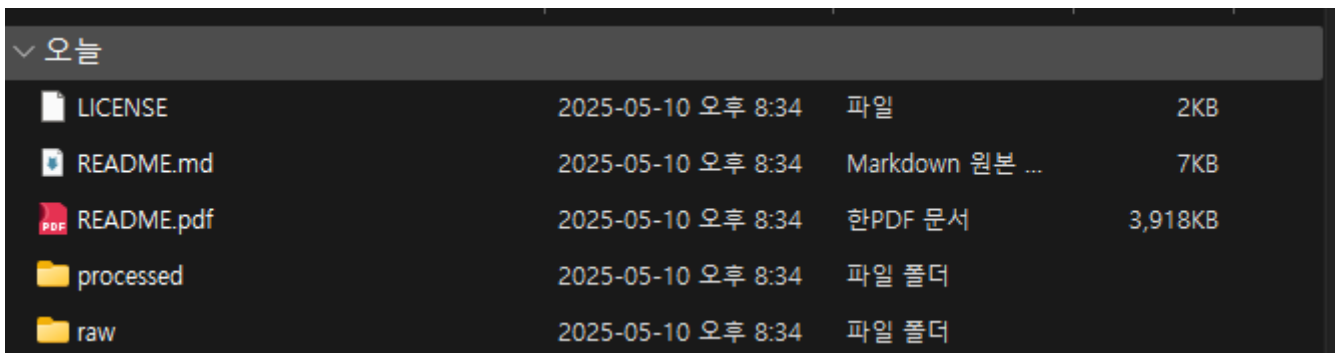 오늘
LICENSE 2025-05-10 오후 8:34 파일 2KB
README.md 2025-05-10 오후 8:34 Markdown 원본 ... 7KB
PDF README.pdf 2025-05-10 오후 8:34 한PDF 문서 3,918KB
processed 2025-05-10 오후 8:34 파일 폴더
raw 2025-05-10 오후 8:34 파일 폴더